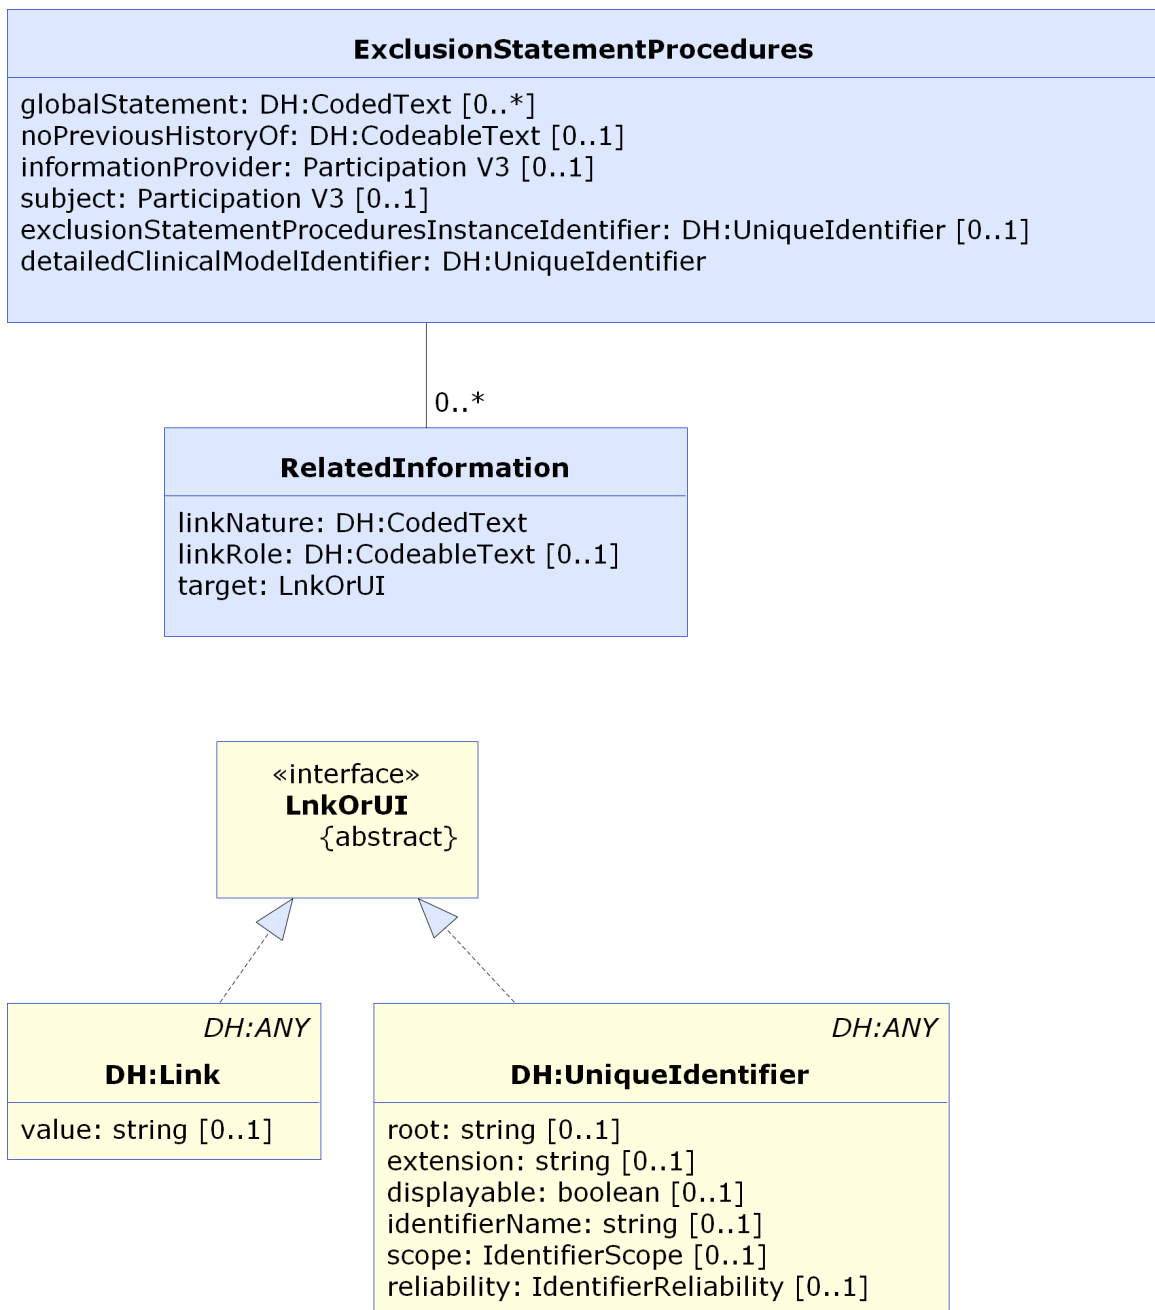 ExclusionStatementProcedures
globalStatement: DH:CodedText [0..*]
noPreviousHistoryOf: DH:CodeableText [0..1]
informationProvider: Participation V3 [0..1]
subject: Participation V3 [0..1]
exclusionStatementProceduresInstanceIdentifier: DH:UniqueIdentifier [0..1]
detailedClinicalModelIdentifier: DH:UniqueIdentifier
0..*
RelatedInformation
linkNature: DH:CodedText
linkRole: DH:CodeableText [0..1]
target: LnkOrUI
«interface»
LnkOrUI
{abstract}
DH:ANY
DH:Link
value: string [0..1]
DH:ANY
DH:UniqueIdentifier
root: string [0..1]
extension: string [0..1]
displayable: boolean [0..1]
identifierName: string [0..1]
scope: IdentifierScope [0..1]
reliability: IdentifierReliability [0..1]